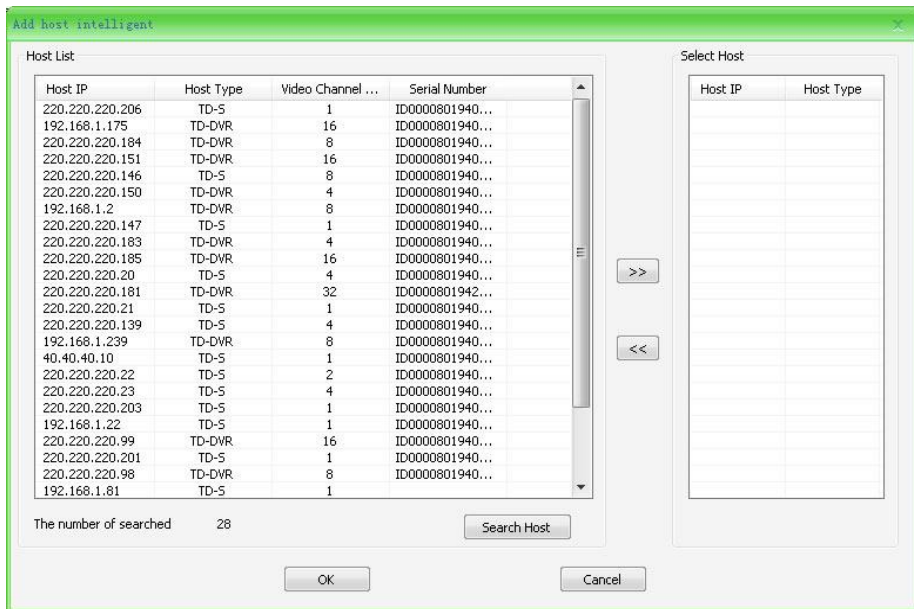 Add host intelligent
Host List
Host IP Host Type Video Channel ... Serial Number
220.220.220.206 TD-S 1 ID0000801940...
192.168.1.175 TD-DVR 16 ID0000801940...
220.220.220.184 TD-DVR 8 ID0000801940...
220.220.220.151 TD-DVR 16 ID0000801940...
220.220.220.146 TD-S 8 ID0000801940...
220.220.220.150 TD-DVR 4 ID0000801940...
192.168.1.2 TD-DVR 8 ID0000801940...
220.220.220.147 TD-S 1 ID0000801940...
220.220.220.183 TD-DVR 4 ID0000801940...
220.220.220.185 TD-DVR 16 ID0000801940...
220.220.220.20 TD-S 4 ID0000801940...
220.220.220.181 TD-DVR 32 ID0000801942...
220.220.220.21 TD-S 1 ID0000801940...
220.220.220.139 TD-S 4 ID0000801940...
192.168.1.239 TD-DVR 8 ID0000801940...
40.40.40.10 TD-S 1 ID0000801940...
220.220.220.22 TD-S 2 ID0000801940...
220.220.220.23 TD-S 4 ID0000801940...
220.220.220.203 TD-S 1 ID0000801940...
192.168.1.22 TD-S 1 ID0000801940...
220.220.220.99 TD-DVR 16 ID0000801940...
220.220.220.201 TD-S 1 ID0000801940...
220.220.220.98 TD-DVR 8 ID0000801940...
192.168.1.81 TD-S 1
The number of searched 28
Search Host
>>
<<
Select Host
Host IP Host Type
OK Cancel